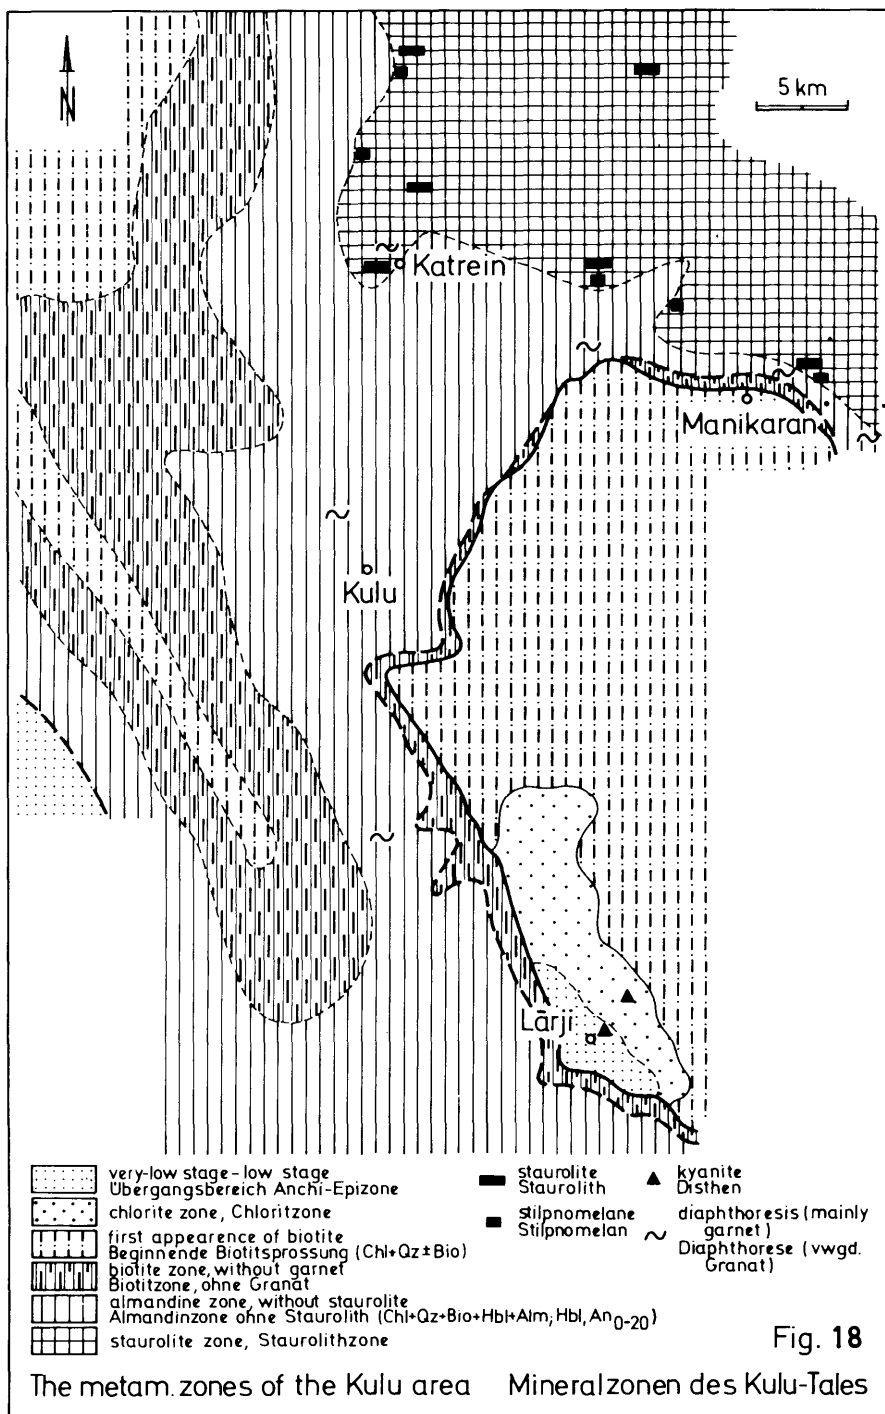 N
5 km
Katrein
Manikaran
Kulu
Lārji
very-low stage - low stage
Übergangsbereich Anchi-Epizone
chlorite zone, Chloritzone
first appearence of biotite
Beginnende Biotitsprossung (Chl+Qz±Bio)
biotite zone, without garnet
Biotitzone, ohne Granat
almandine zone, without staurolite
Almandinzone ohne Staurolith (Chl+Qz+Bio+Hbl+Alm; Hbl, An0-20)
staurolite zone, Staurolithzone
staurolite
Staurolith
stilpnomelane
Stilpnomelan
kyanite
Disthen
diaphthoresis (mainly
garnet)
Diaphthorese (vwgd.
Granat)
Fig. 18
The metam. zones of the Kulu area Mineralzonen des Kulu-Tales